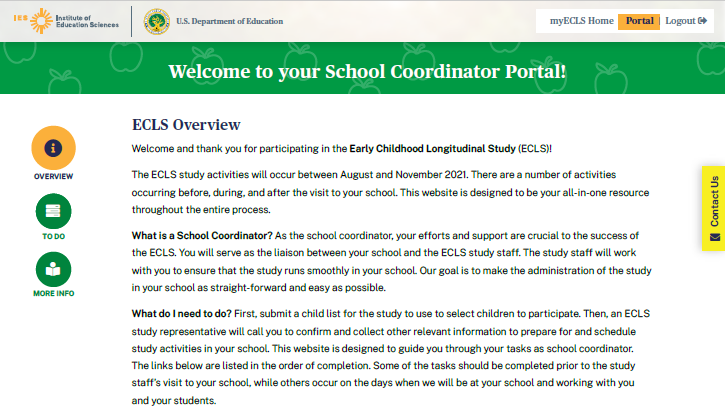 IES Institute of
Education Sciences
U.S. Department of Education
myECLS Home Portal Logout
Welcome to your School Coordinator Portal!
OVERVIEW
TO DO
MORE INFO
ECLS Overview
Welcome and thank you for participating in the Early Childhood Longitudinal Study (ECLS)!
The ECLS study activities will occur between August and November 2021. There are a number of activities
occurring before, during, and after the visit to your school. This website is designed to be your all-in-one resource
throughout the entire process.
What is a School Coordinator? As the school coordinator, your efforts and support are crucial to the success of
the ECLS. You will serve as the liaison between your school and the ECLS study staff. The study staff will work
with you to ensure that the study runs smoothly in your school. Our goal is to make the administration of the study
in your school as straight-forward and easy as possible.
What do I need to do? First, submit a child list for the study to use to select children to participate. Then, an ECLS
study representative will call you to confirm and collect other relevant information to prepare for and schedule
study activities in your school. This website is designed to guide you through your tasks as school coordinator.
The links below are listed in the order of completion. Some of the tasks should be completed prior to the study
staff's visit to your school, while others occur on the days when we will be at your school and working with you
and your students.
Contact Us